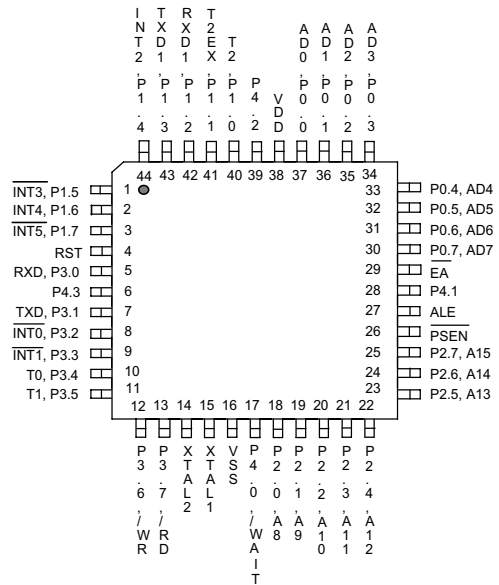 INT2, P1.4
TXD1, P1.3
RXD1, P1.2
T2EX, P1.1
T2, P1.0
P4.2
VDD
AD0, P0.0
AD1, P0.1
AD2, P0.2
AD3, P0.3
44 43 42 41 40 39 38 37 36 35 34
INT3, P1.5 1
INT4, P1.6 2
INT5, P1.7 3
RST 4
RXD, P3.0 5
P4.3 6
TXD, P3.1 7
INT0, P3.2 8
INT1, P3.3 9
T0, P3.4 10
T1, P3.5 11
33 P0.4, AD4
32 P0.5, AD5
31 P0.6, AD6
30 P0.7, AD7
29 EA
28 P4.1
27 ALE
26 PSEN
25 P2.7, A15
24 P2.6, A14
23 P2.5, A13
12 13 14 15 16 17 18 19 20 21 22
P3.6, /WR
P3.7, /RD
XTAL2
XTAL1
VSS
P4.0, /WAIT
P2.0, A8
P2.1, A9
P2.2, A10
P2.3, A11
P2.4, A12